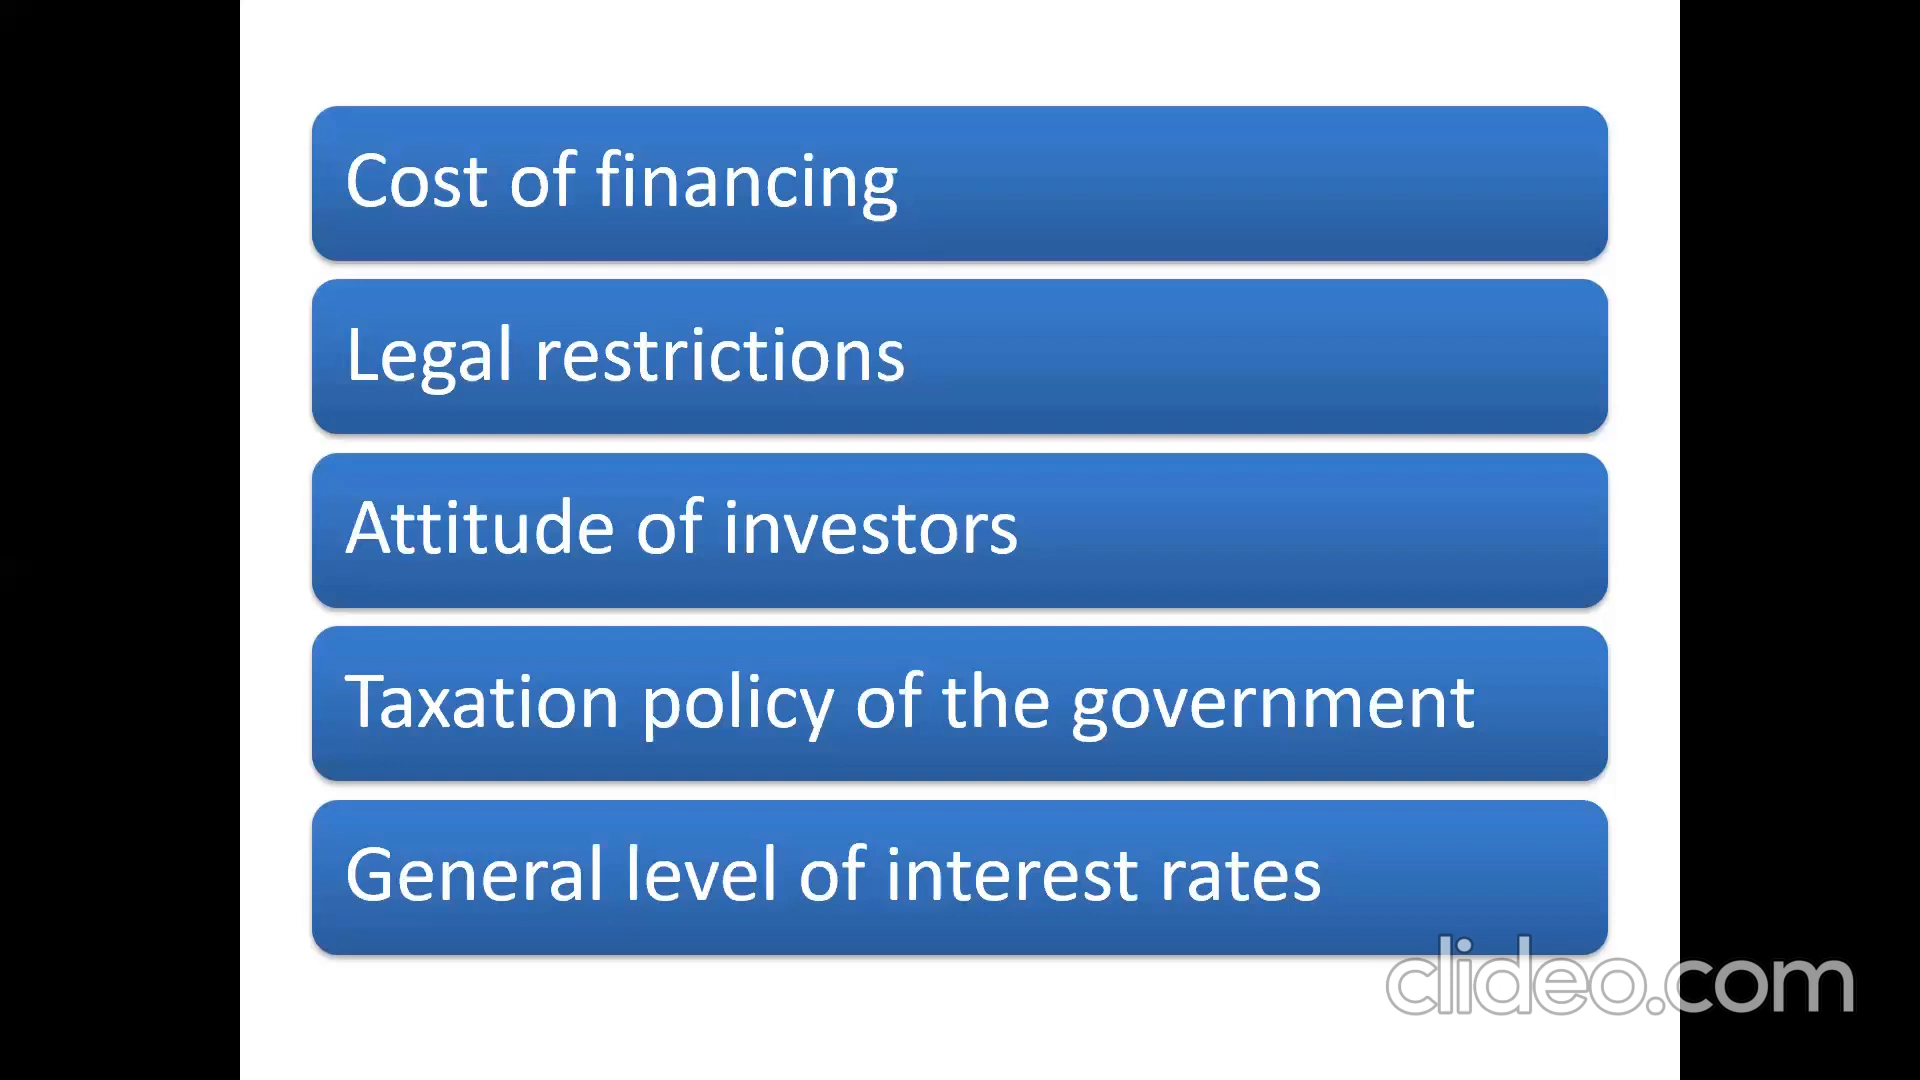 Cost of financing
Legal restrictions
Attitude of investors
Taxation policy of the government
General level of interest rates
clideo.com